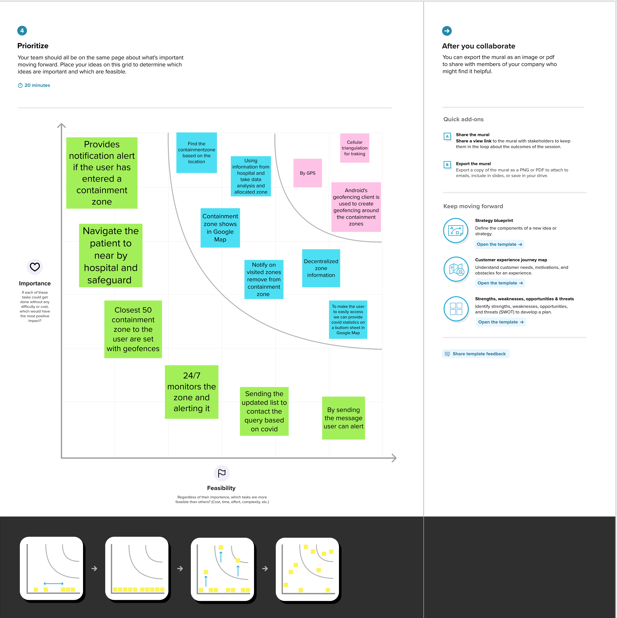 4
Prioritize
Your team should all be on the same page about what's important
moving forward. Place your ideas on this grid to determine which
ideas are important and which are feasible.
20 minutes
Provides
notification alert
if the user has
entered a
containment
zone
Find the
containmentzone
based on the
location
Using
information from
hospital and
take data
analysis and
allocated zone
Cellular
triangulation
for traking
By GPS
Android's
geofencing client is
used to create
geofencing around
the containment
zones
Navigate the
patient to
near by
hospital and
safeguard
Containment
zone shows
in Google
Map
Notify on
visited zones
remove from
containment
zone
Decentralized
zone
information
Closest 50
containment
zone to the
user are set
with geofences
To make the user
to easily access
we can provide
covid statistics on
a bottom sheet in
Google Map
24/7
monitors the
zone and
alerting it
Sending the
updated list to
contact the
query based
on covid
By sending
the message
user can alert
Importance
If each of these
tasks could get
done without any
difficulty or cost,
which would have
the most positive
impact?
Feasibility
Regardless of their importance, which tasks are more
feasible than others? (Cost, time, effort, complexity, etc.)
After you collaborate
You can export the mural as an image or pdf
to share with members of your company who
might find it helpful.
Quick add-ons
A
Share the mural
Share a view link to the mural with stakeholders to keep
them in the loop about the outcomes of the session.
B
Export the mural
Export a copy of the mural as a PNG or PDF to attach to
emails, include in slides, or save in your drive.
Keep moving forward
Strategy blueprint
Define the components of a new idea or
strategy.
Open the template →
Customer experience journey map
Understand customer needs, motivations, and
obstacles for an experience.
Open the template →
Strengths, weaknesses, opportunities & threats
Identify strengths, weaknesses, opportunities,
and threats (SWOT) to develop a plan.
Open the template →
Share template feedback